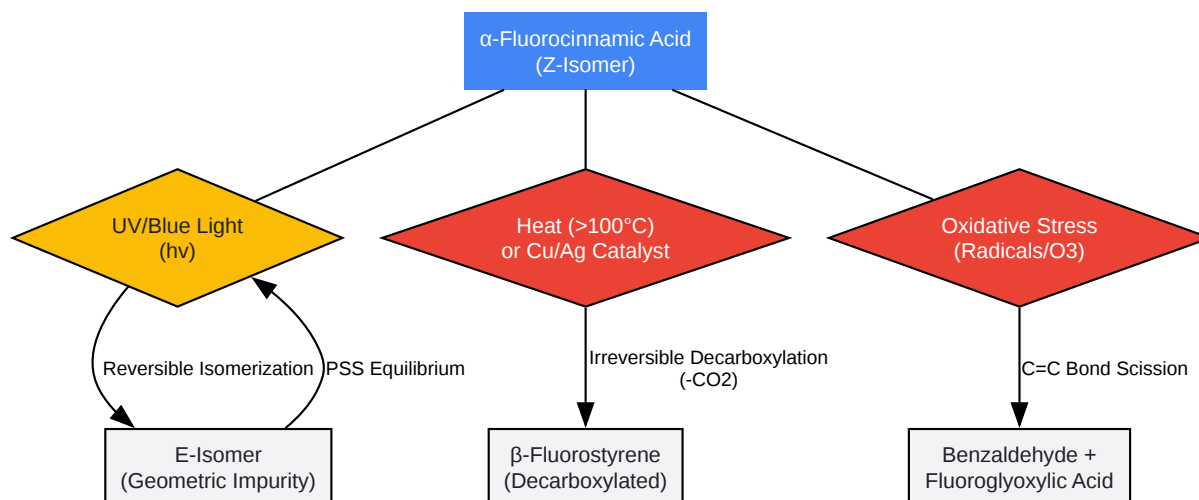 α-Fluorocinnamic Acid
(Z-Isomer)
UV/Blue Light
(hv)
Heat (>100°C)
or Cu/Ag Catalyst
Oxidative Stress
(Radicals/O3)
Reversible Isomerization
PSS Equilibrium
Irreversible Decarboxylation
(-CO2)
C=C Bond Scission
E-Isomer
(Geometric Impurity)
β-Fluorostyrene
(Decarboxylated)
Benzaldehyde +
Fluoroglyoxylic Acid